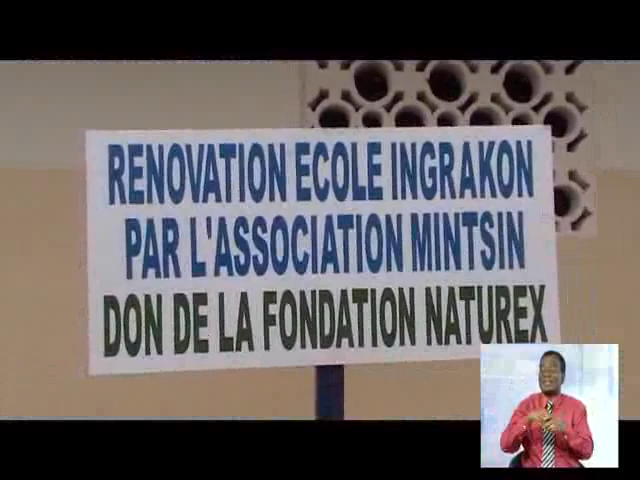 RENOVATION ECOLE INGRAKON
PAR L'ASSOCIATION MINTSIN
DON DE LA FONDATION NATUREX